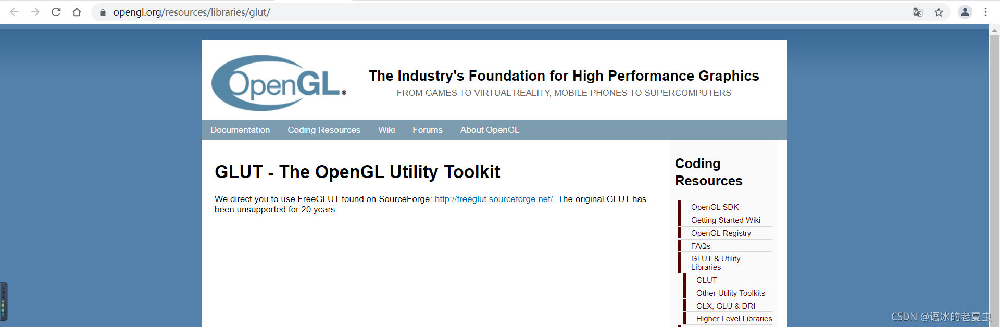 opengl.org/resources/libraries/glut/
OpenGL®
The Industry's Foundation for High Performance Graphics
FROM GAMES TO VIRTUAL REALITY, MOBILE PHONES TO SUPERCOMPUTERS
Documentation Coding Resources Wiki Forums About OpenGL
GLUT - The OpenGL Utility Toolkit
We direct you to use FreeGLUT found on SourceForge: http://freeglut.sourceforge.net/. The original GLUT has
been unsupported for 20 years.
Coding
Resources
OpenGL SDK
Getting Started Wiki
OpenGL Registry
FAQs
GLUT & Utility
Libraries
GLUT
Other Utility Toolkits
GLX, GLU & DRI
Higher Level Libraries
CSDN @语冰的老夏虫